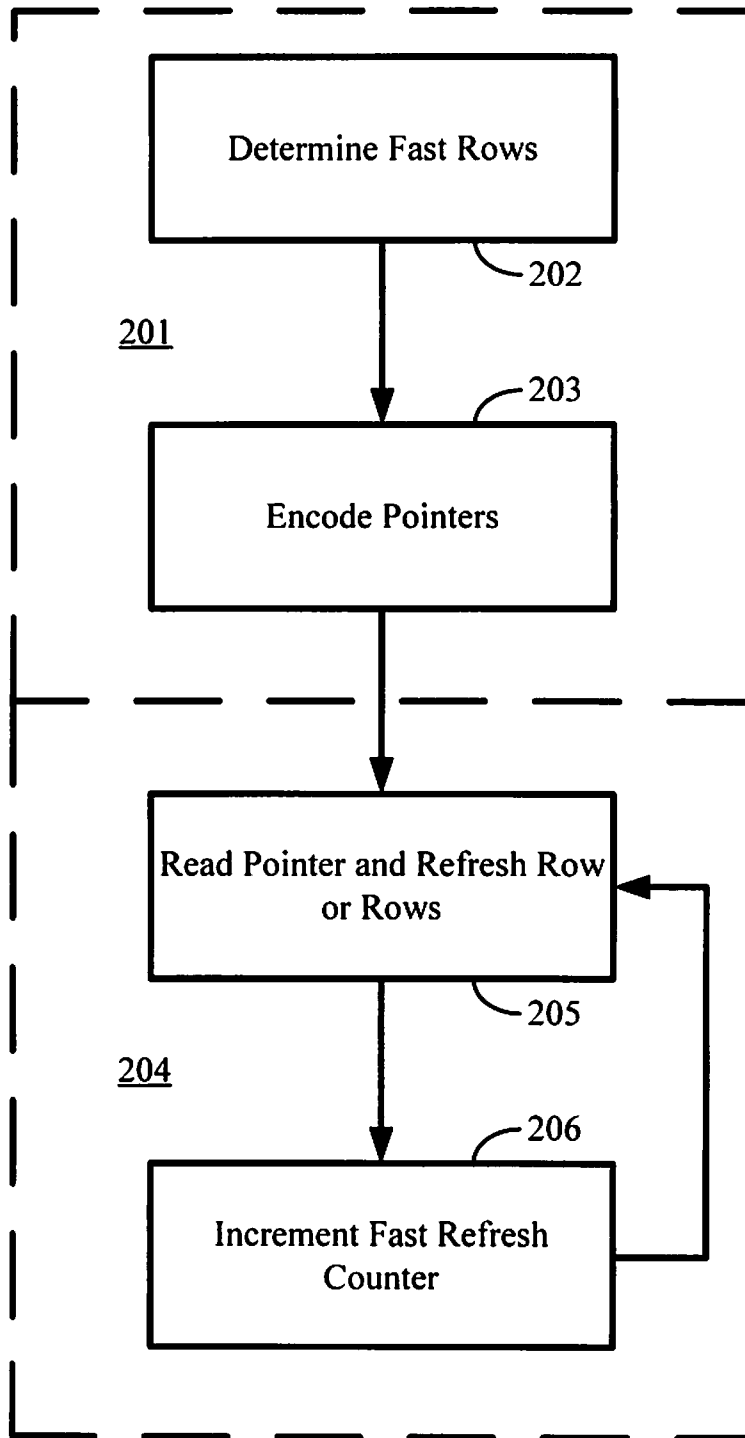 Determine Fast Rows
202
201
203
Encode Pointers
Read Pointer and Refresh Row
or Rows
205
204
206
Increment Fast Refresh
Counter